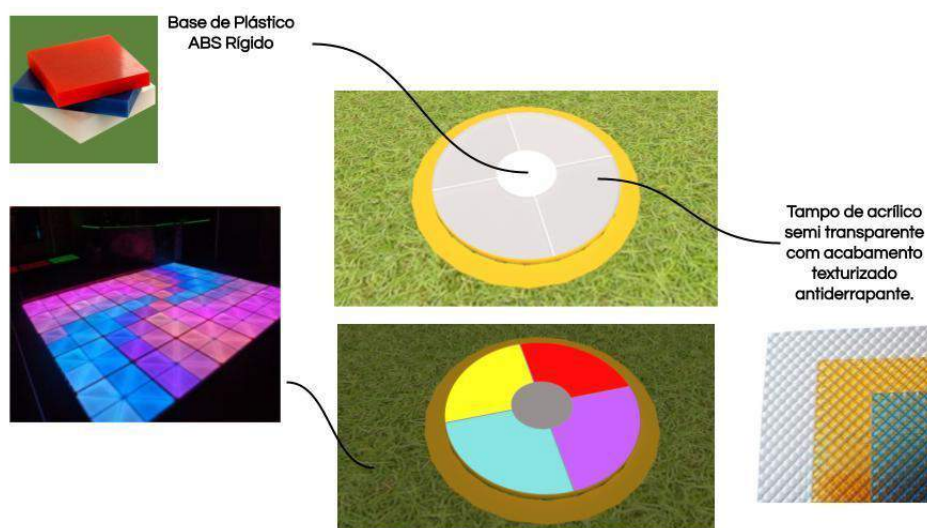 Base de Plástico
ABS Rígido
Tampo de acrílico
semi transparente
com acabamento
texturizado
antiderrapante.